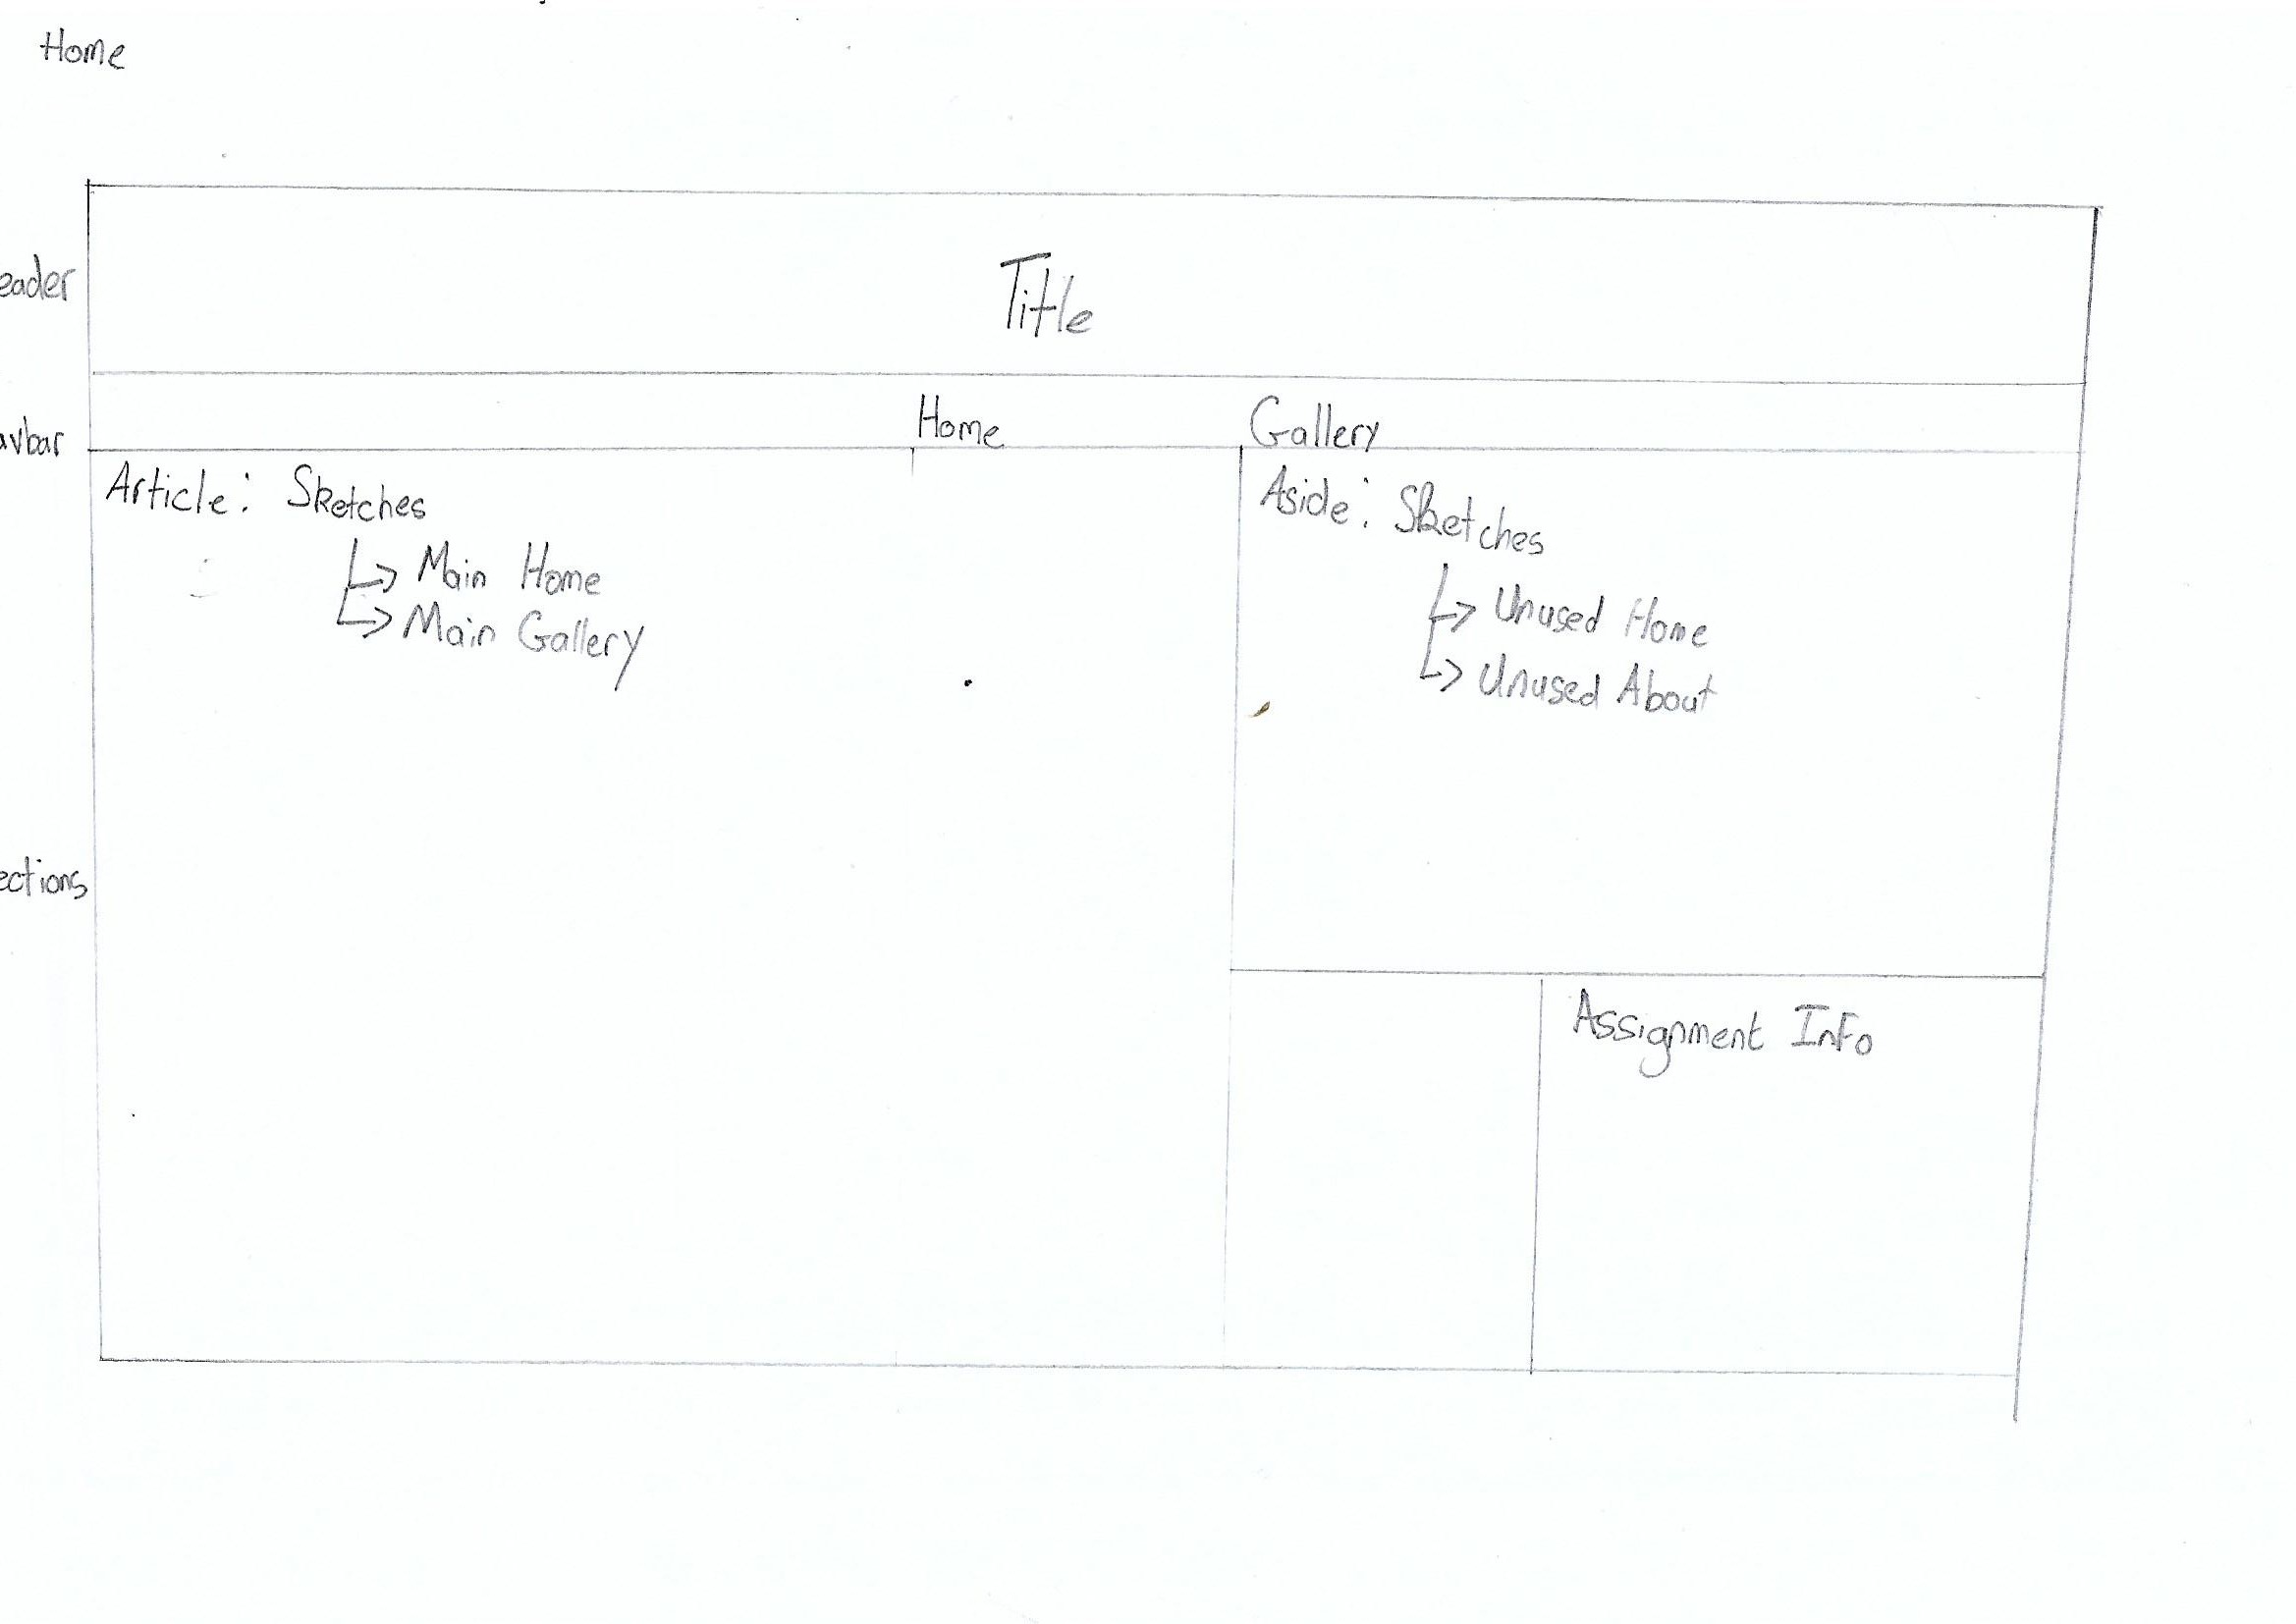 Home
eader
Title
avbar
Home
Gallery
Article: Sketches
Main Home
Main Gallery
Aside: Sketches
Unused Home
Unused About
ections
Assignment Info